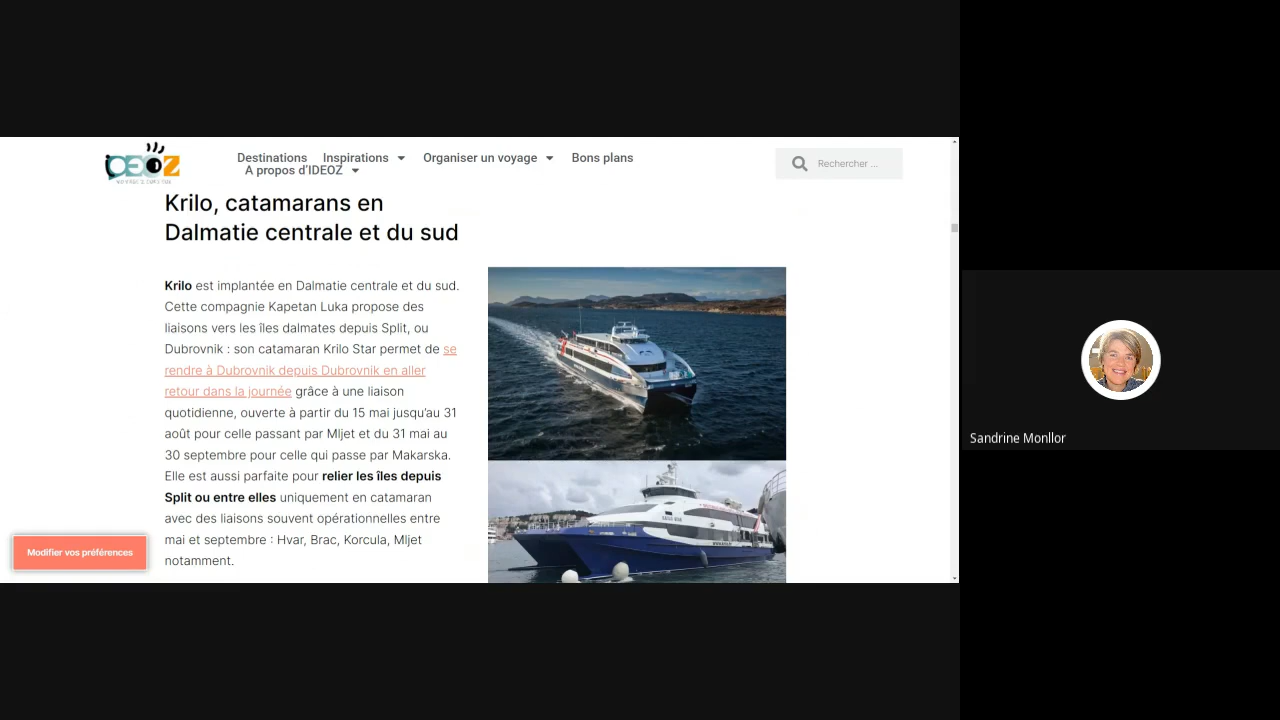 IDEOZ
Destinations Inspirations Organiser un voyage Bons plans
A propos d'IDEOZ
Rechercher ...
Krilo, catamarans en
Dalmatie centrale et du sud
Krilo est implantée en Dalmatie centrale et du sud.
Cette compagnie Kapetan Luka propose des
liaisons vers les îles dalmates depuis Split, ou
Dubrovnik : son catamaran Krilo Star permet de se
rendre à Dubrovnik depuis Dubrovnik en aller
retour dans la journée grâce à une liaison
quotidienne, ouverte à partir du 15 mai jusqu'au 31
août pour celle passant par Mljet et du 31 mai au
30 septembre pour celle qui passe par Makarska.
Elle est aussi parfaite pour relier les îles depuis
Split ou entre elles uniquement en catamaran
avec des liaisons souvent opérationnelles entre
mai et septembre : Hvar, Brac, Korcula, Mljet
notamment.
Modifier vos préférences
Sandrine Monllor